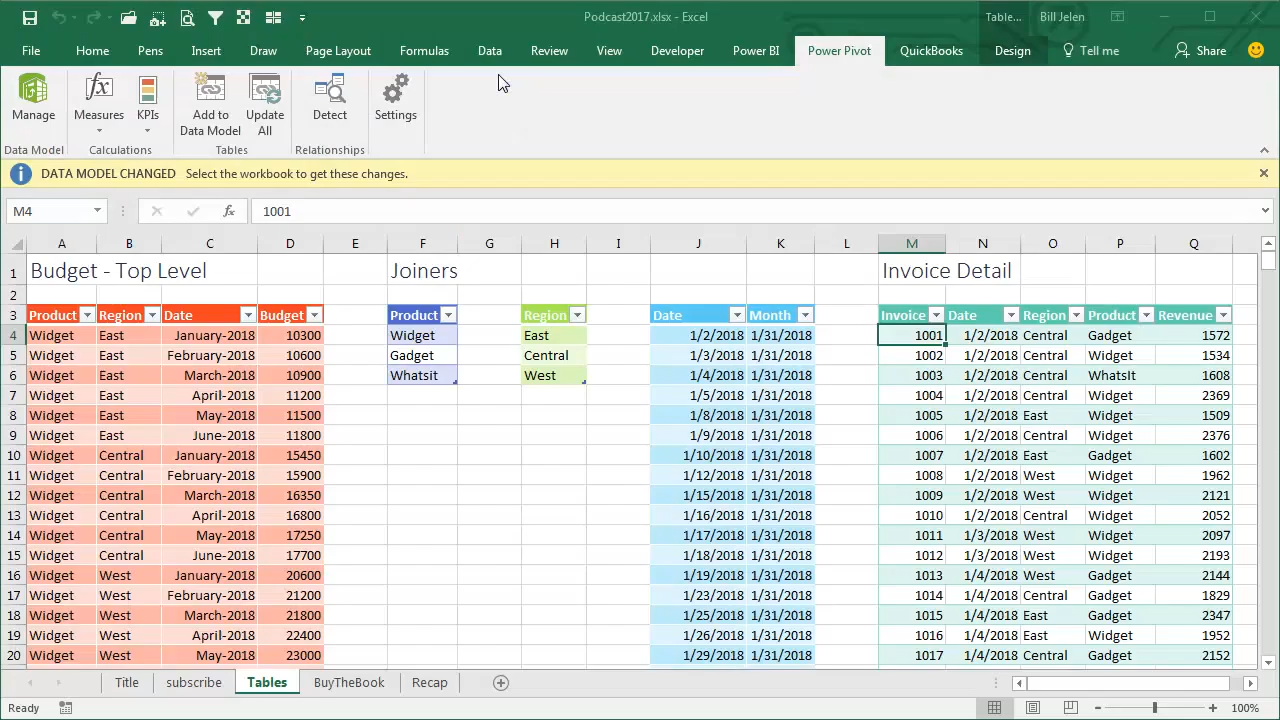 Podcast2017.xlsx - Excel
Table...
Bill Jelen
File Home Pens Insert Draw Page Layout Formulas Data Review View Developer Power BI Power Pivot QuickBooks Design Tell me Share
Manage
Measures
KPIs
Add to
Data Model
Update
All
Detect
Settings
Data Model Calculations Tables Relationships
DATA MODEL CHANGED Select the workbook to get these changes.
M4 fx 1001
A B C D E F G H I J K L M N O P Q
1 Budget - Top Level Joiners Invoice Detail
2
3 Product Region Date Budget Product Region Date Month Invoice Date Region Product Revenue
4 Widget East January-2018 10300 Widget East 1/2/2018 1/31/2018 1001 1/2/2018 Central Gadget 1572
5 Widget East February-2018 10600 Gadget Central 1/3/2018 1/31/2018 1002 1/2/2018 Central Widget 1534
6 Widget East March-2018 10900 Whatsit West 1/4/2018 1/31/2018 1003 1/2/2018 Central WhatsIt 1608
7 Widget East April-2018 11200 1/5/2018 1/31/2018 1004 1/2/2018 Central Widget 2369
8 Widget East May-2018 11500 1/8/2018 1/31/2018 1005 1/2/2018 East Widget 1509
9 Widget East June-2018 11800 1/9/2018 1/31/2018 1006 1/2/2018 Central Widget 2376
10 Widget Central January-2018 15450 1/10/2018 1/31/2018 1007 1/2/2018 East Gadget 1602
11 Widget Central February-2018 15900 1/12/2018 1/31/2018 1008 1/2/2018 West Widget 1962
12 Widget Central March-2018 16350 1/15/2018 1/31/2018 1009 1/2/2018 West Widget 2121
13 Widget Central April-2018 16800 1/16/2018 1/31/2018 1010 1/2/2018 Central Widget 2052
14 Widget Central May-2018 17250 1/17/2018 1/31/2018 1011 1/3/2018 West Widget 2097
15 Widget Central June-2018 17700 1/18/2018 1/31/2018 1012 1/3/2018 West Widget 2193
16 Widget West January-2018 20600 1/19/2018 1/31/2018 1013 1/4/2018 West Gadget 2144
17 Widget West February-2018 21200 1/23/2018 1/31/2018 1014 1/4/2018 Central Gadget 1829
18 Widget West March-2018 21800 1/25/2018 1/31/2018 1015 1/4/2018 East Gadget 2347
19 Widget West April-2018 22400 1/26/2018 1/31/2018 1016 1/4/2018 East Widget 1952
20 Widget West May-2018 23000 1/29/2018 1/31/2018 1017 1/4/2018 Central Gadget 2152
Title subscribe Tables BuyTheBook Recap
Ready 100%